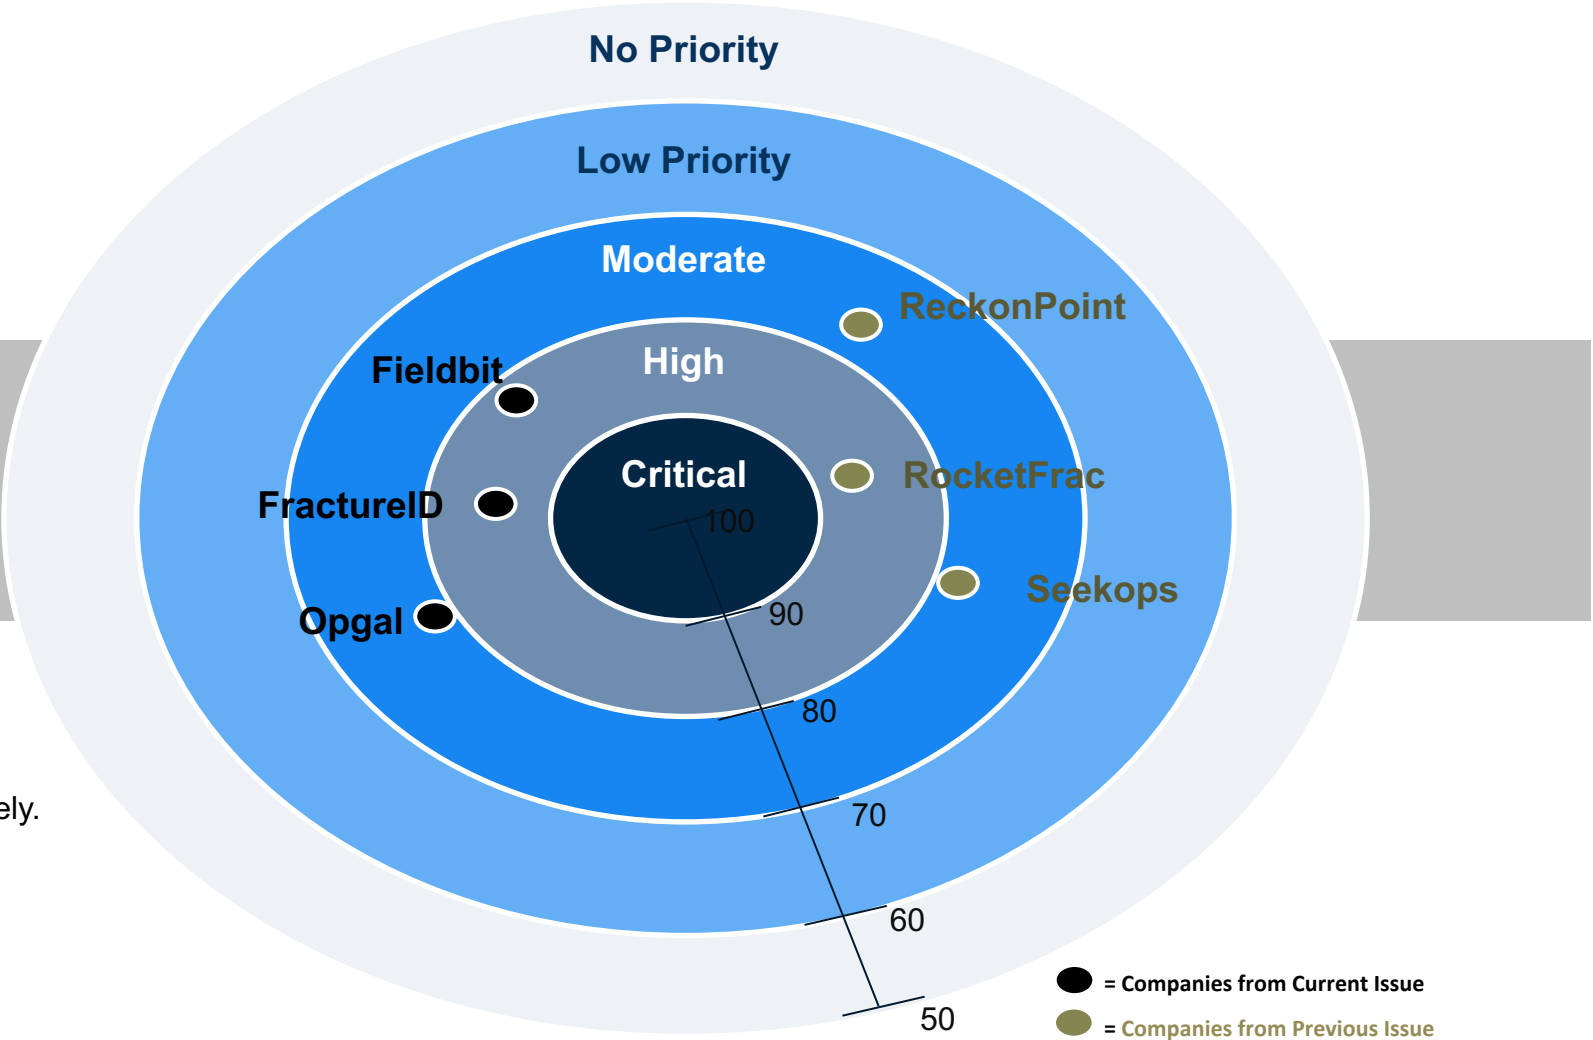 No Priority
Low Priority
Moderate
ReckonPoint
High
Fieldbit
Critical
RocketFrac
FractureID
100
Seekops
90
Opgal
80
ely.
70
60
= Companies from Current Issue
50
= Companies from Previous Issue